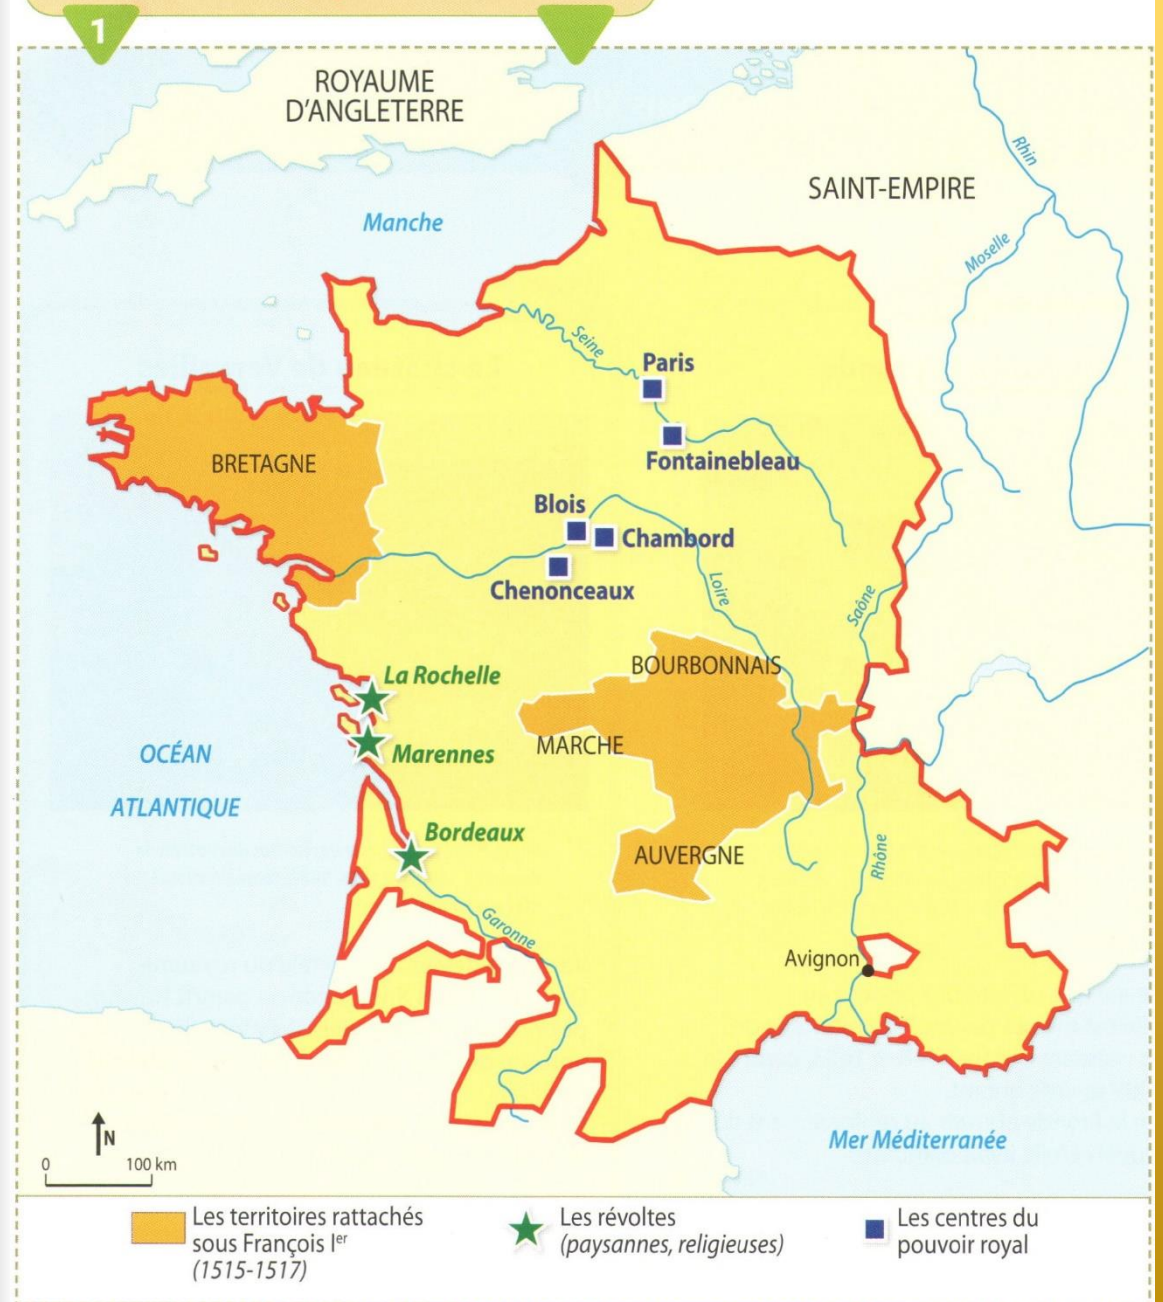 1
ROYAUME
D'ANGLETERRE
Manche
SAINT-EMPIRE
Rhin
Moselle
Seine
Paris
Fontainebleau
BRETAGNE
Blois
Chambord
Chenonceaux
Loire
Saône
BOURBONNAIS
La Rochelle
MARCHE
Marennes
OCÉAN
ATLANTIQUE
Bordeaux
AUVERGNE
Rhône
Garonne
Avignon
Mer Méditerranée
N
0 100 km
Les territoires rattachés
sous François Ier
(1515-1517)
Les révoltes
(paysannes, religieuses)
Les centres du
pouvoir royal